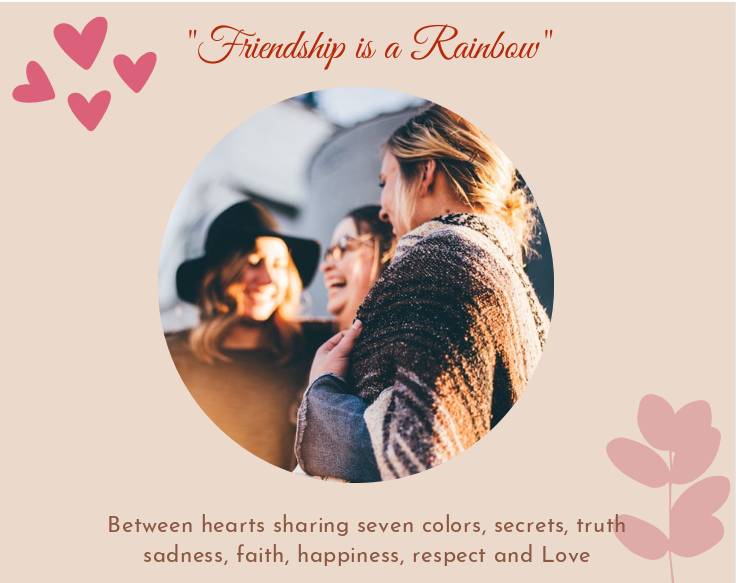 "Friendship is a Rainbow"
Between hearts sharing seven colors, secrets, truth
sadness, faith, happiness, respect and Love